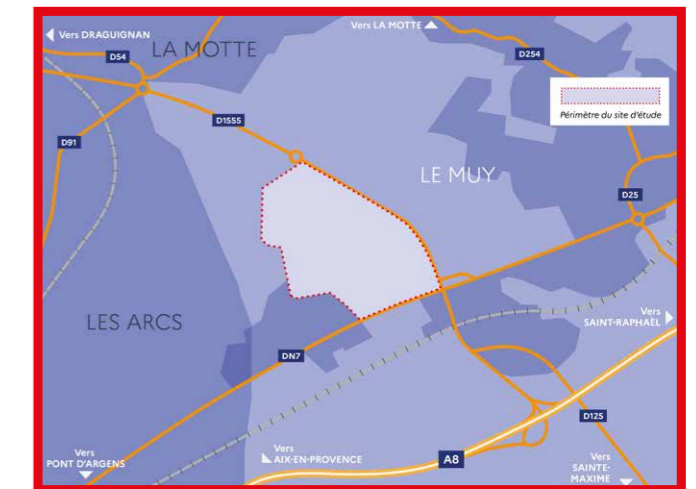 Vers DRAGUIGNAN
Vers LA MOTTE
LA MOTTE
D54
D254
Périmètre du site d'étude
D1555
D91
LE MUY
D25
Vers
SAINT-RAPHAËL
LES ARCS
DN7
D125
Vers
PONT D'ARGENS
Vers
AIX-EN-PROVENCE
A8
Vers
SAINTE-
MAXIME